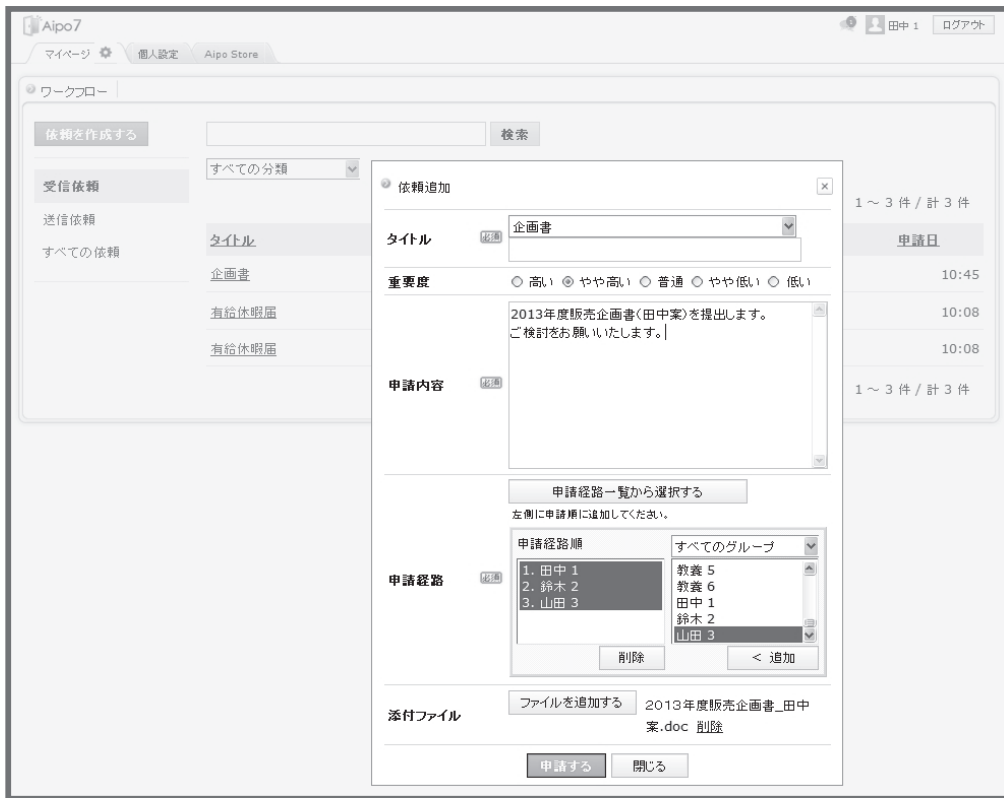 Aipo7
田中 1 ログアウト
マイページ 個人設定 Aipo Store
ワークフロー
依頼を作成する 検索
すべての分類
受信依頼
送信依頼
すべての依頼
1 ～ 3 件 / 計 3 件
タイトル 申請日
企画書 10:45
有給休暇届 10:08
有給休暇届 10:08
1 ～ 3 件 / 計 3 件
依頼追加
タイトル 必須 企画書
重要度 高い やや高い 普通 やや低い 低い
申請内容 必須
2013年度販売企画書(田中案)を提出します。
ご検討をお願いいたします。
申請経路 必須
申請経路一覧から選択する
左側に申請順に追加してください。
申請経路順 すべてのグループ
1. 田中 1
2. 鈴木 2
3. 山田 3
教養 5
教養 6
田中 1
鈴木 2
山田 3
削除 < 追加
添付ファイル ファイルを追加する 2013年度販売企画書_田中
案.doc 削除
申請する 閉じる